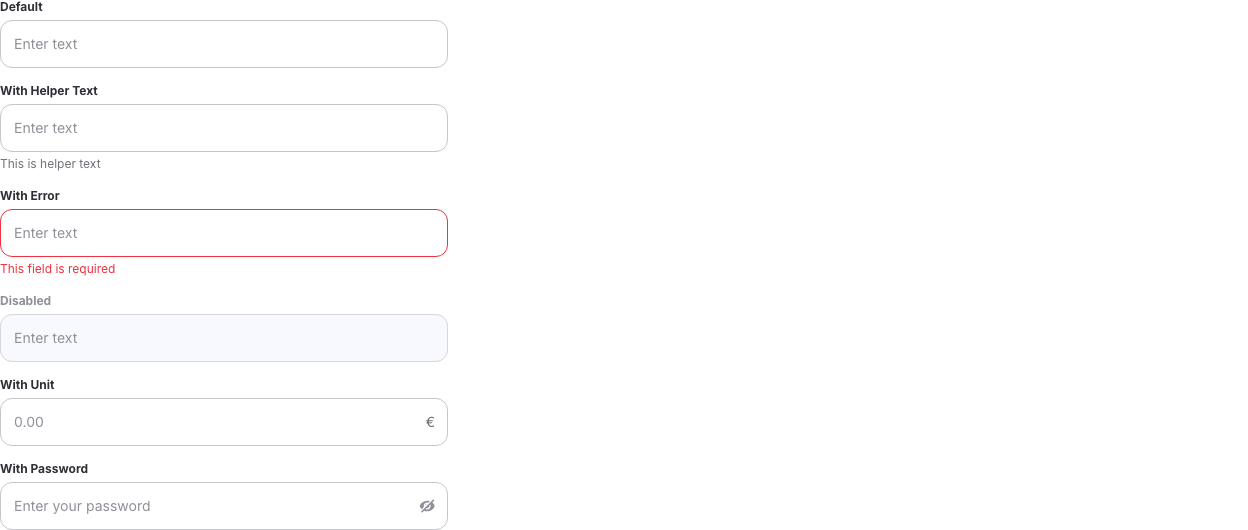 Default
Enter text
With Helper Text
Enter text
This is helper text
With Error
Enter text
This field is required
Disabled
Enter text
With Unit
0.00 €
With Password
Enter your password